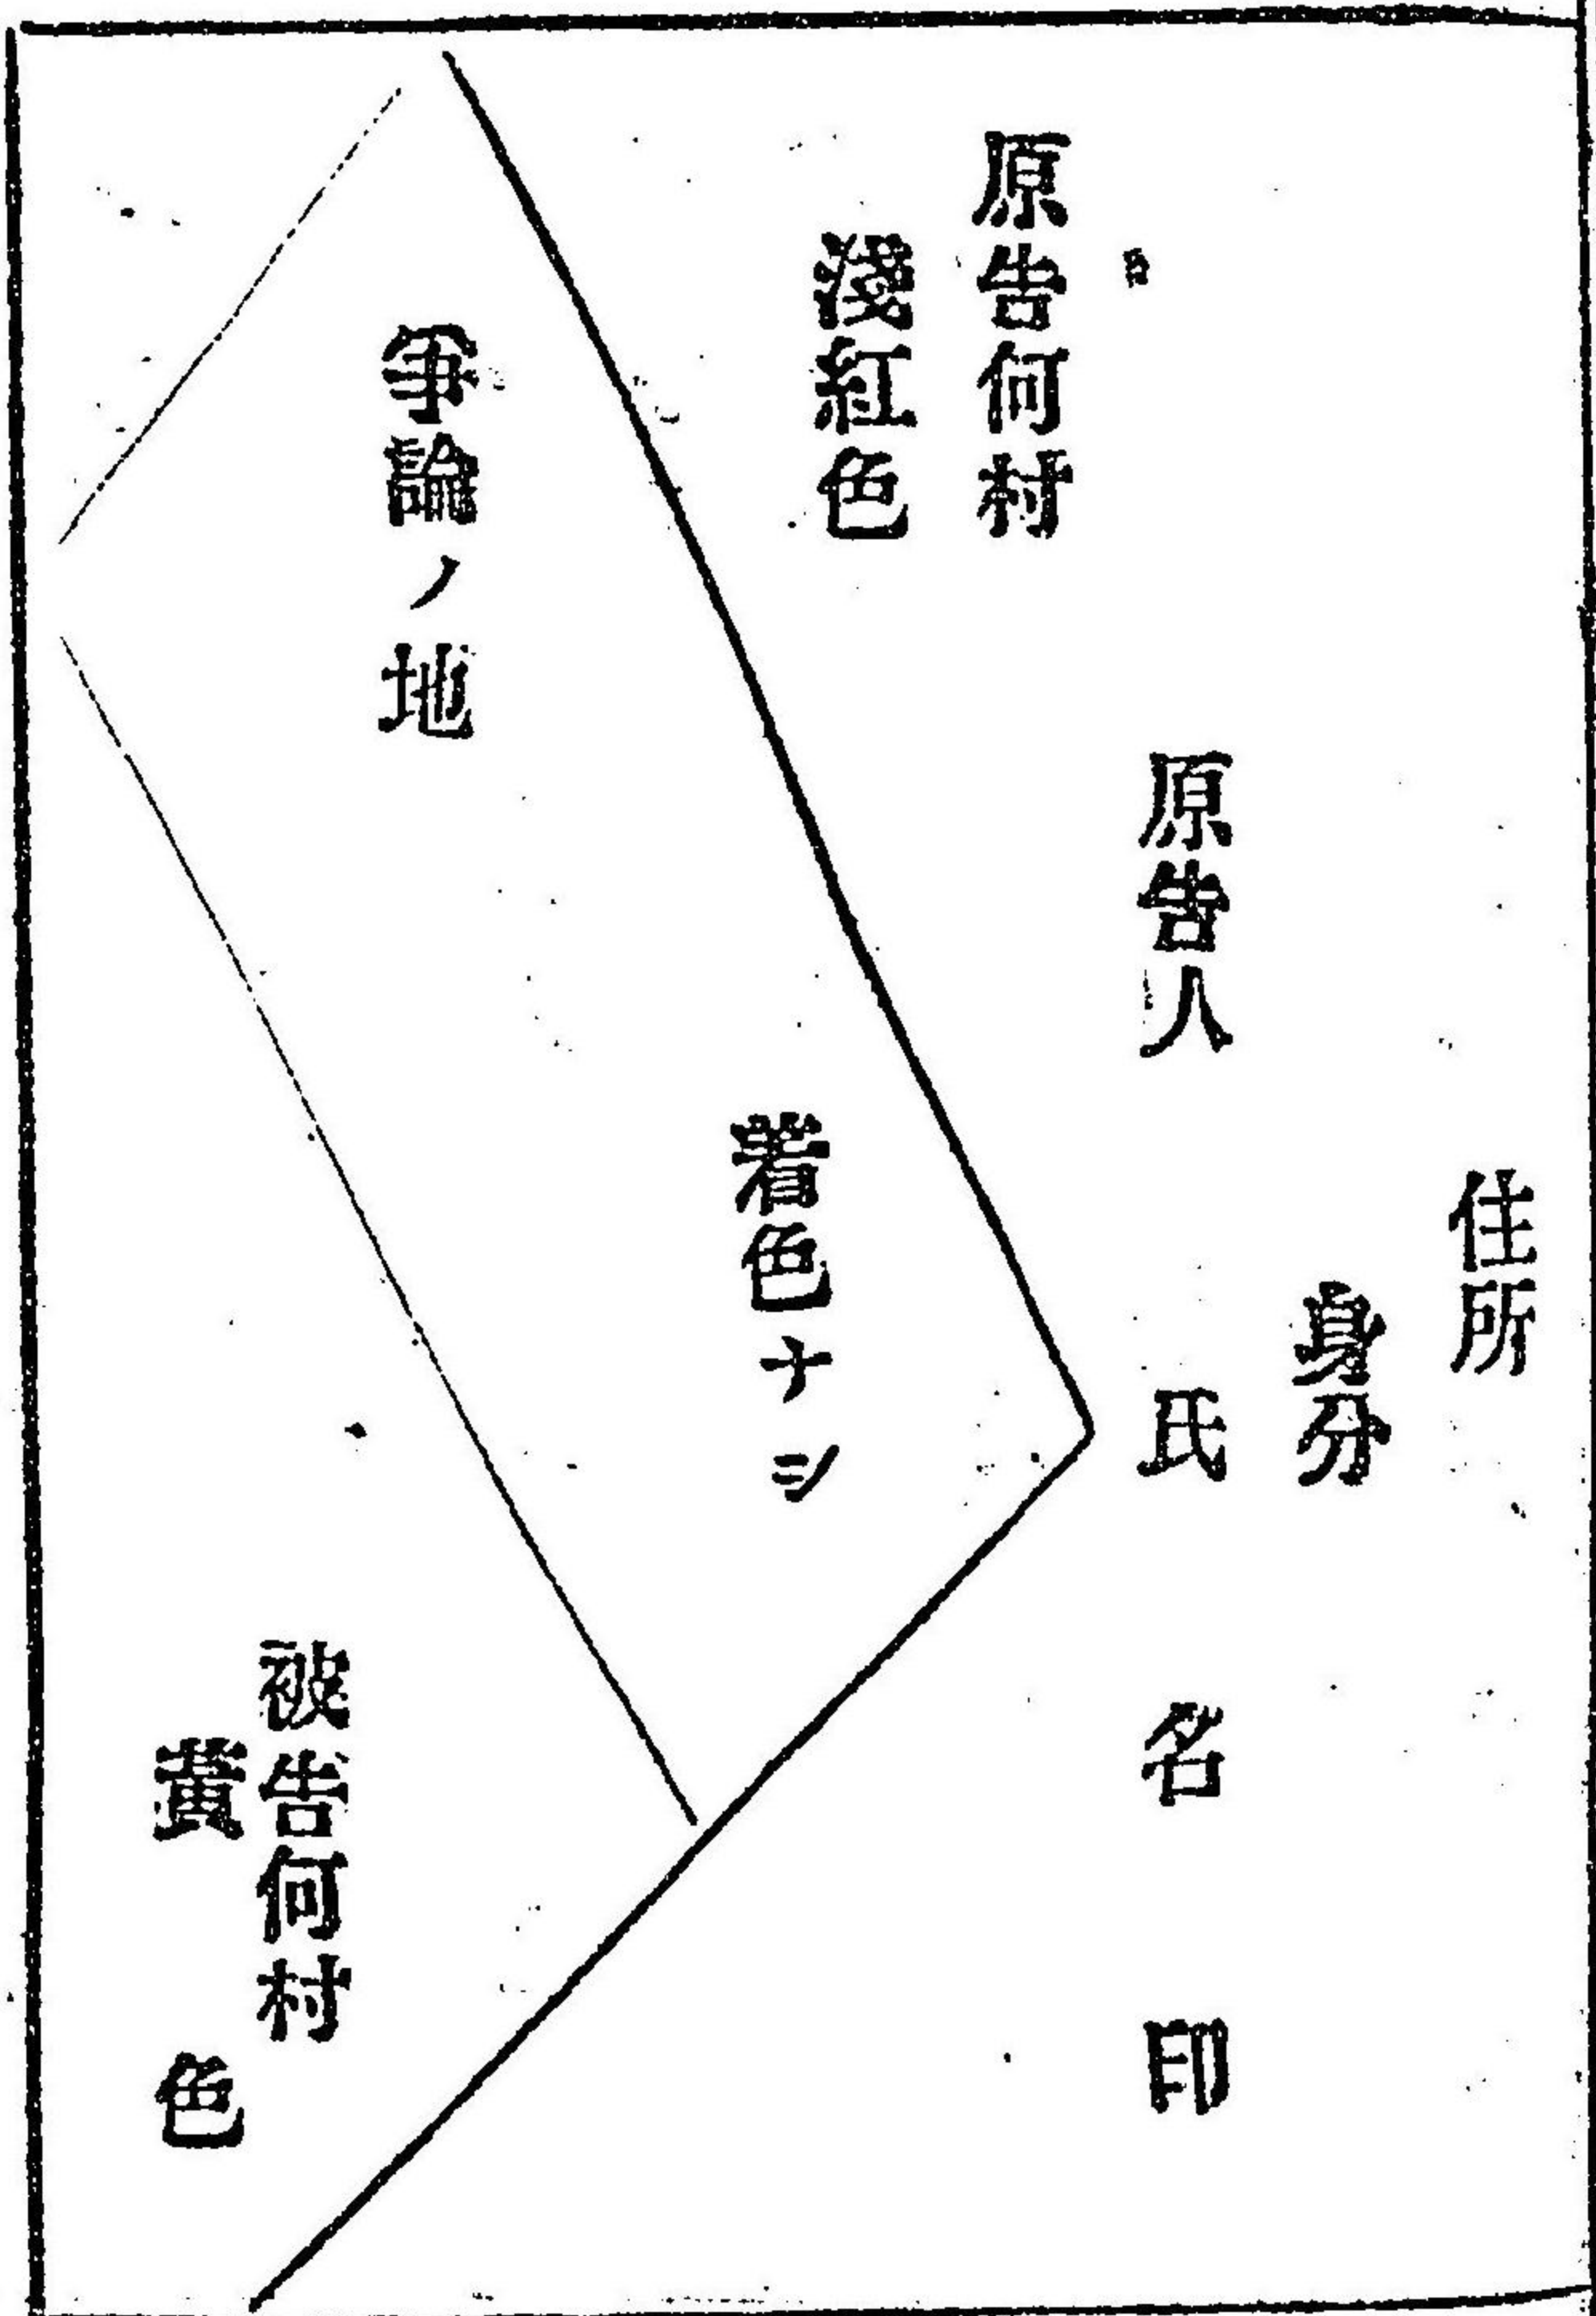 住所
身分
原告人 氏 名 印
原告何村
淺紅色
着色ナシ
爭論ノ地
被告何村
黃 色